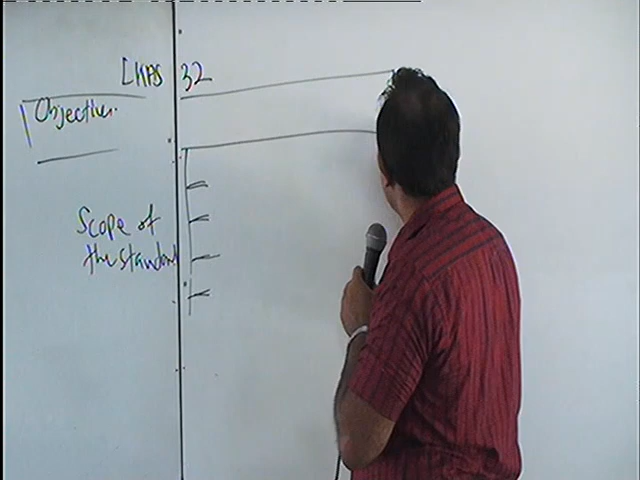 LKAS 32
Objective.
Scope of
the standard